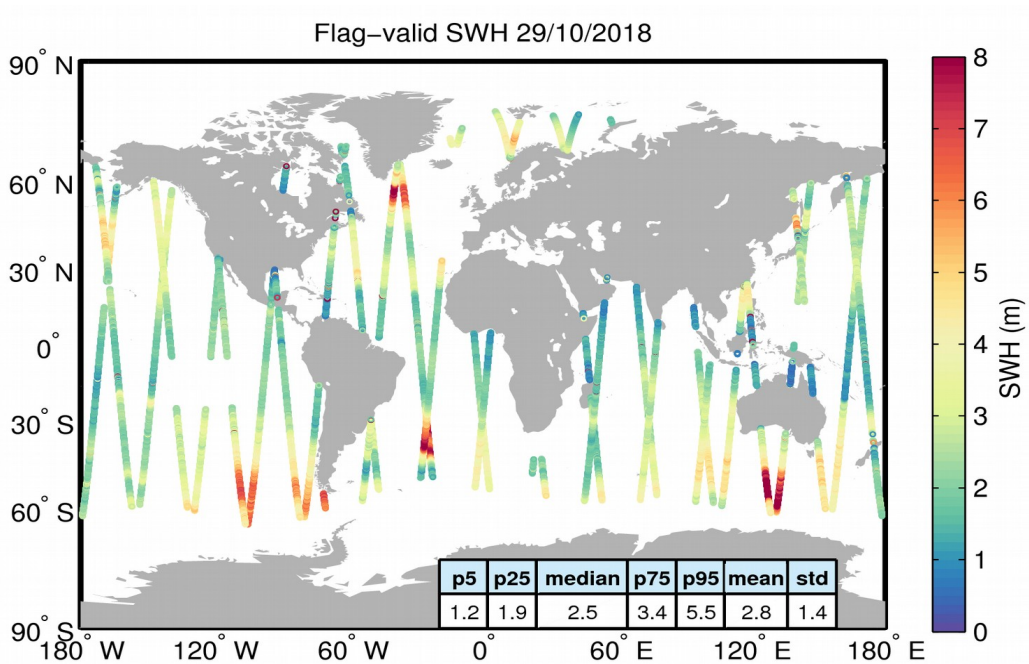 Flag−valid SWH 29/10/2018
90° N
60° N
30° N
0°
30° S
60° S
90° S
180° W 120° W 60° W 0° 60° E 120° E 180° E
p5 p25 median p75 p95 mean std
1.2 1.9 2.5 3.4 5.5 2.8 1.4
8
7
6
5
4
3
2
1
0
SWH (m)